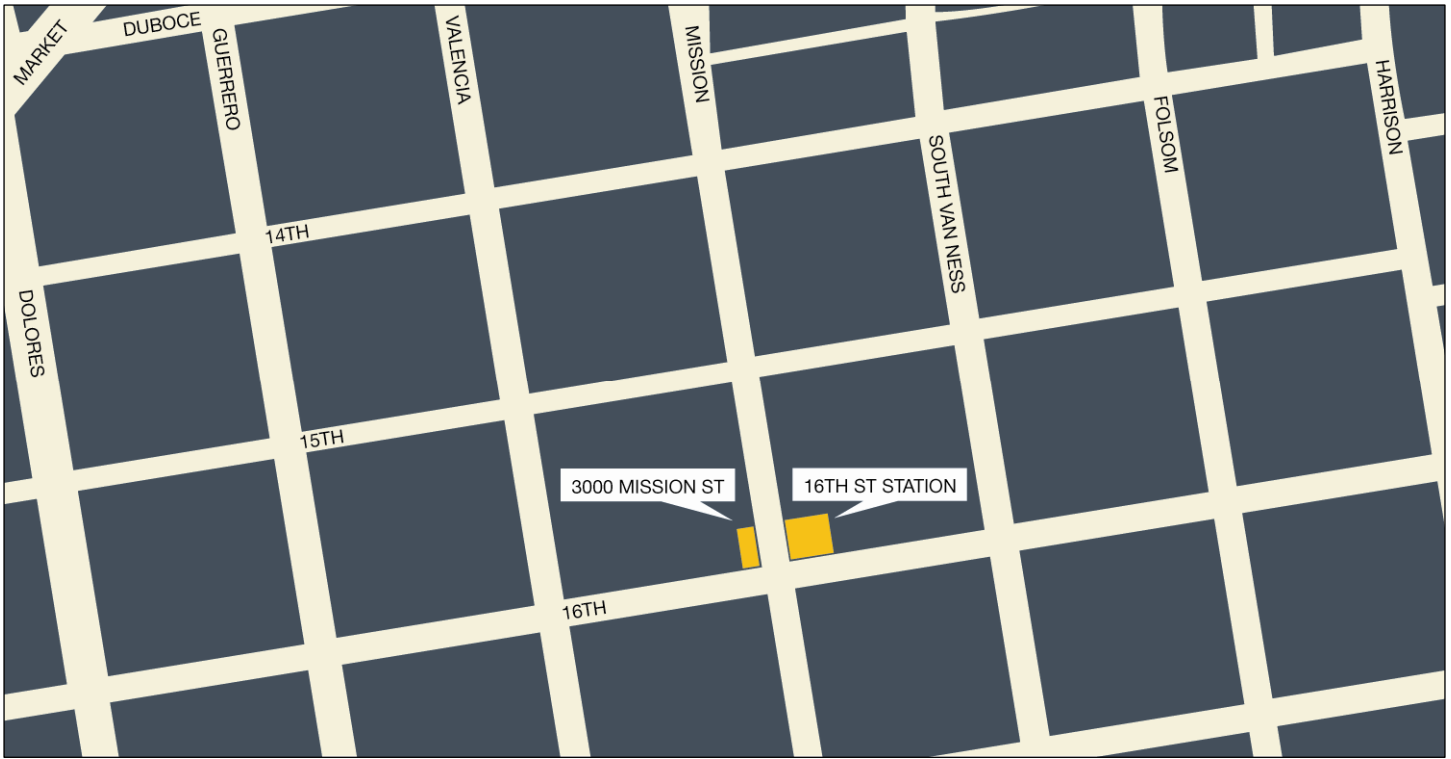 MARKET
DUBOCE
GUERRERO
VALENCIA
MISSION
SOUTH VAN NESS
FOLSOM
HARRISON
14TH
DOLORES
15TH
3000 MISSION ST
16TH ST STATION
16TH